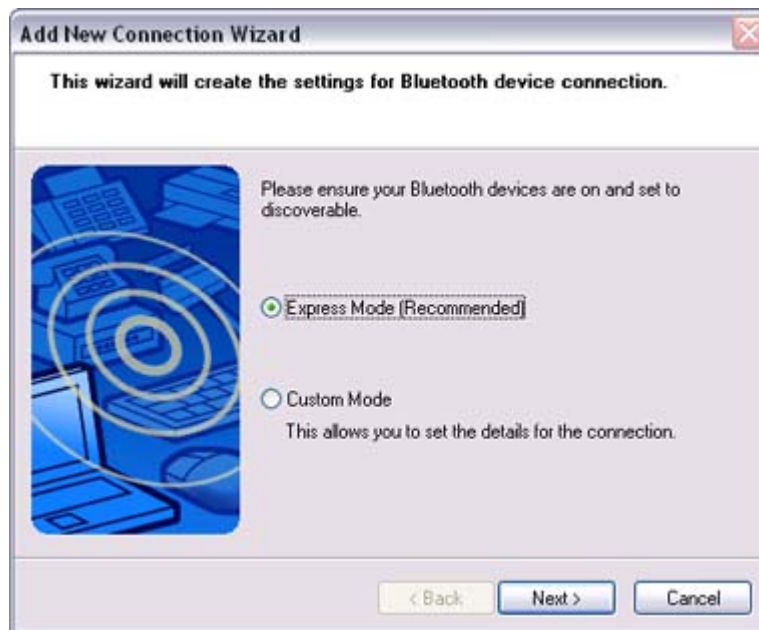 Add New Connection Wizard
This wizard will create the settings for Bluetooth device connection.
Please ensure your Bluetooth devices are on and set to
discoverable.
Express Mode (Recommended)
Custom Mode
This allows you to set the details for the connection.
< Back
Next >
Cancel